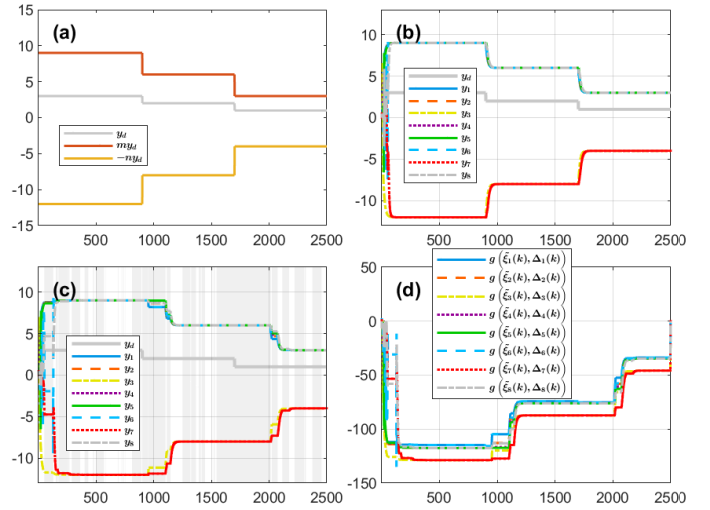 (a)
15
10
5
0
-5
-10
-15
500
1000
1500
2000
2500
y_d
my_d
-ny_d
(b)
10
5
0
-5
-10
500
1000
1500
2000
2500
y_d
y_1
y_2
y_3
y_4
y_5
y_6
y_7
y_8
(c)
10
5
0
-5
-10
500
1000
1500
2000
2500
y_d
y_1
y_2
y_3
y_4
y_5
y_6
y_7
y_8
(d)
50
0
-50
-100
-150
500
1000
1500
2000
2500
g(ξ̃_1(k), Δ_1(k))
g(ξ̃_2(k), Δ_2(k))
g(ξ̃_3(k), Δ_3(k))
g(ξ̃_4(k), Δ_4(k))
g(ξ̃_5(k), Δ_5(k))
g(ξ̃_6(k), Δ_6(k))
g(ξ̃_7(k), Δ_7(k))
g(ξ̃_8(k), Δ_8(k))